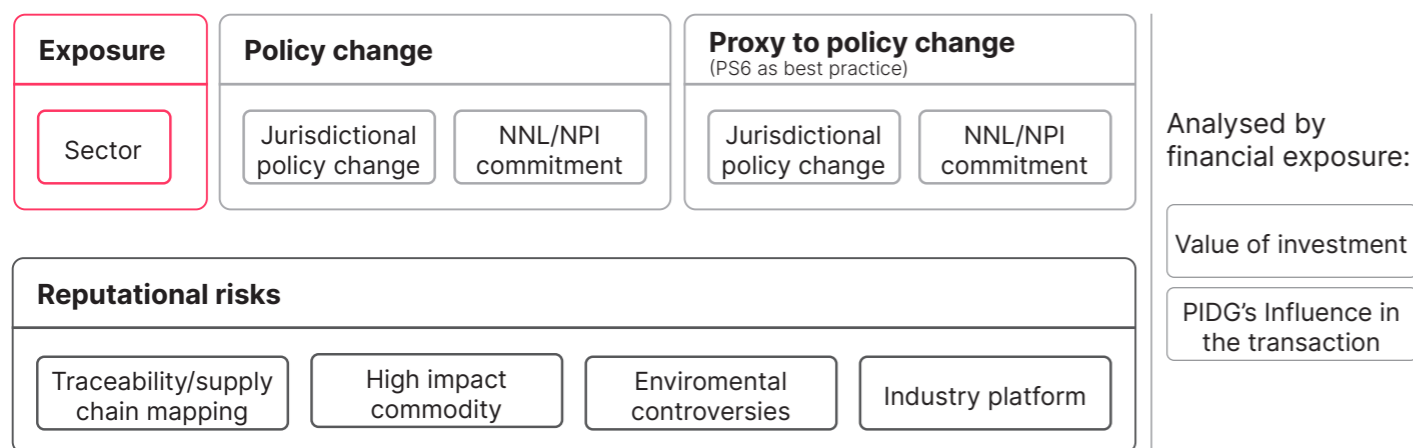 Exposure
Sector
Policy change
Jurisdictional
policy change
NNL/NPI
commitment
Proxy to policy change
(PS6 as best practice)
Jurisdictional
policy change
NNL/NPI
commitment
Reputational risks
Traceability/supply
chain mapping
High impact
commodity
Enviromental
controversies
Industry platform
Analysed by
financial exposure:
Value of investment
PIDG’s Influence in
the transaction